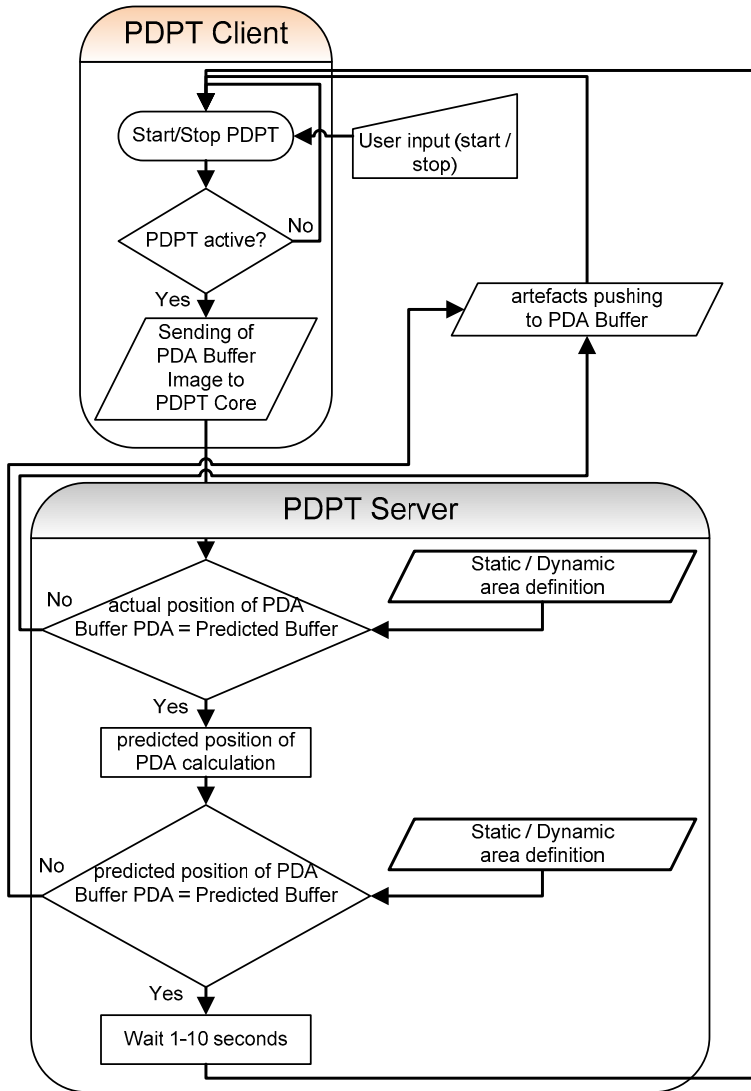 PDPT Client
Start/Stop PDPT
User input (start /
stop)
PDPT active?
No
Yes
Sending of
PDA Buffer
Image to
PDPT Core
artefacts pushing
to PDA Buffer
PDPT Server
Static / Dynamic
area definition
No
actual position of PDA
Buffer PDA = Predicted Buffer
Yes
predicted position of
PDA calculation
Static / Dynamic
area definition
No
predicted position of PDA
Buffer PDA = Predicted Buffer
Yes
Wait 1-10 seconds